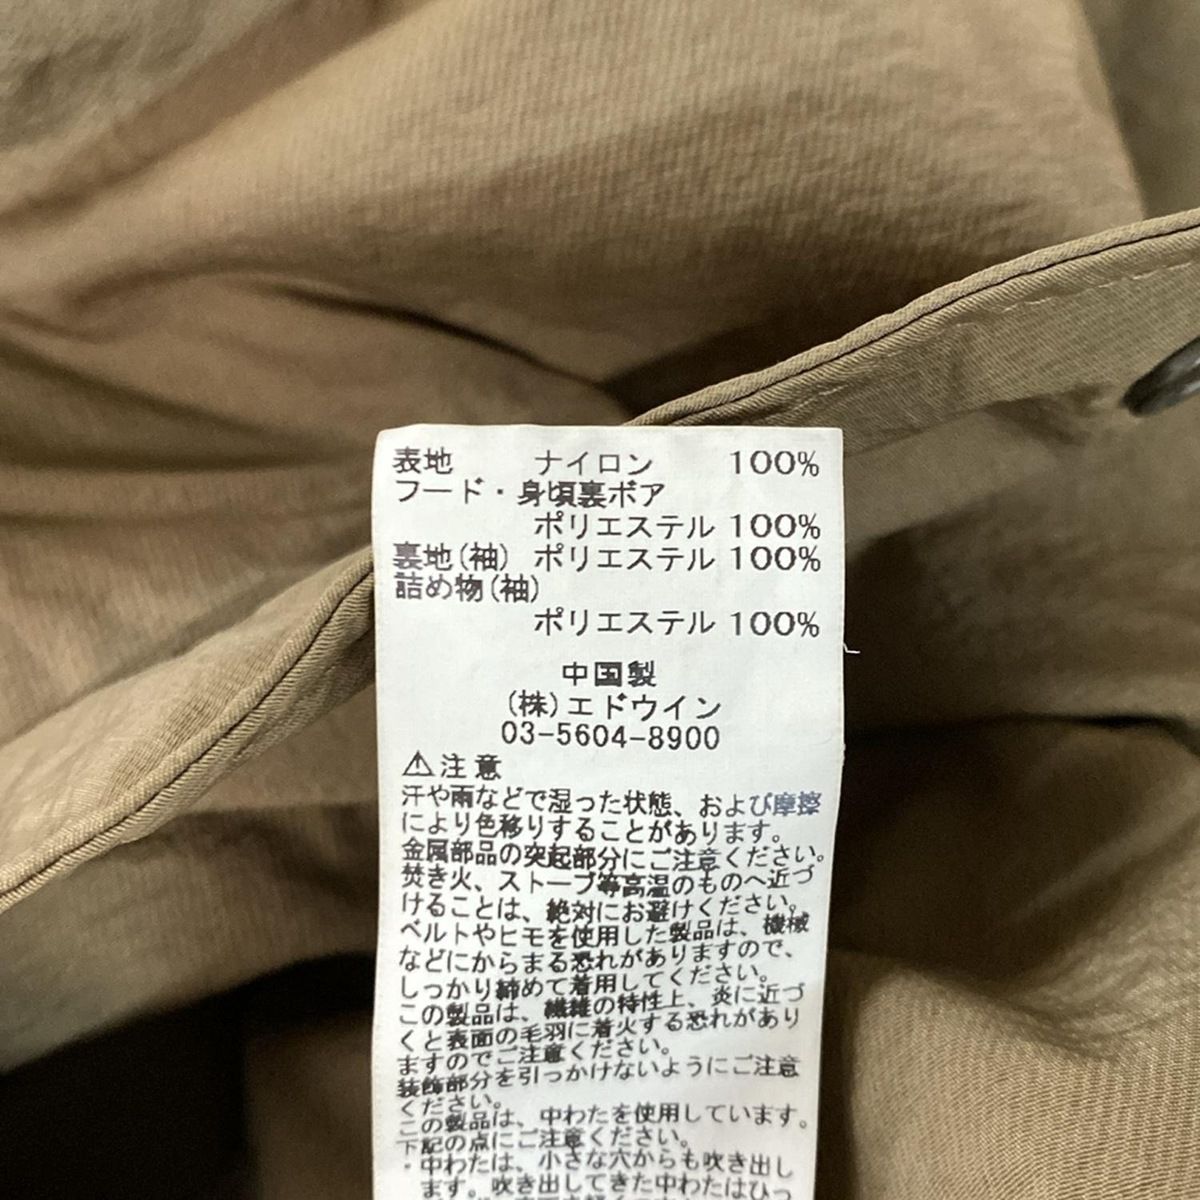 表地 ナイロン 100%
フード・身頃裏ボア
ポリエステル 100%
裏地(袖) ポリエステル 100%
詰め物(袖)
ポリエステル 100%
中国製
(株)エドウイン
03-5604-8900
⚠注意
汗や雨などで湿った状態、および摩擦
により色移りすることがあります。
金属部品の突起部分にご注意ください。
焚き火、ストーブ等高温のものへ近づ
けることは、絶対にお避けください。
ベルトやヒモを使用した製品は、機械
などにからまる恐れがありますので、
しっかり締めて着用してください。
この製品は、繊維の特性上、炎に近づ
くと表面の毛羽に着火する恐れがあり
ますのでご注意ください。
装飾部分を引っかけないようにご注意
ください。
この製品は、中わたを使用しています。
下記の点にご注意ください。
・中わたは、小さな穴からも吹き出し
ます。吹き出してきた中わたはひっ